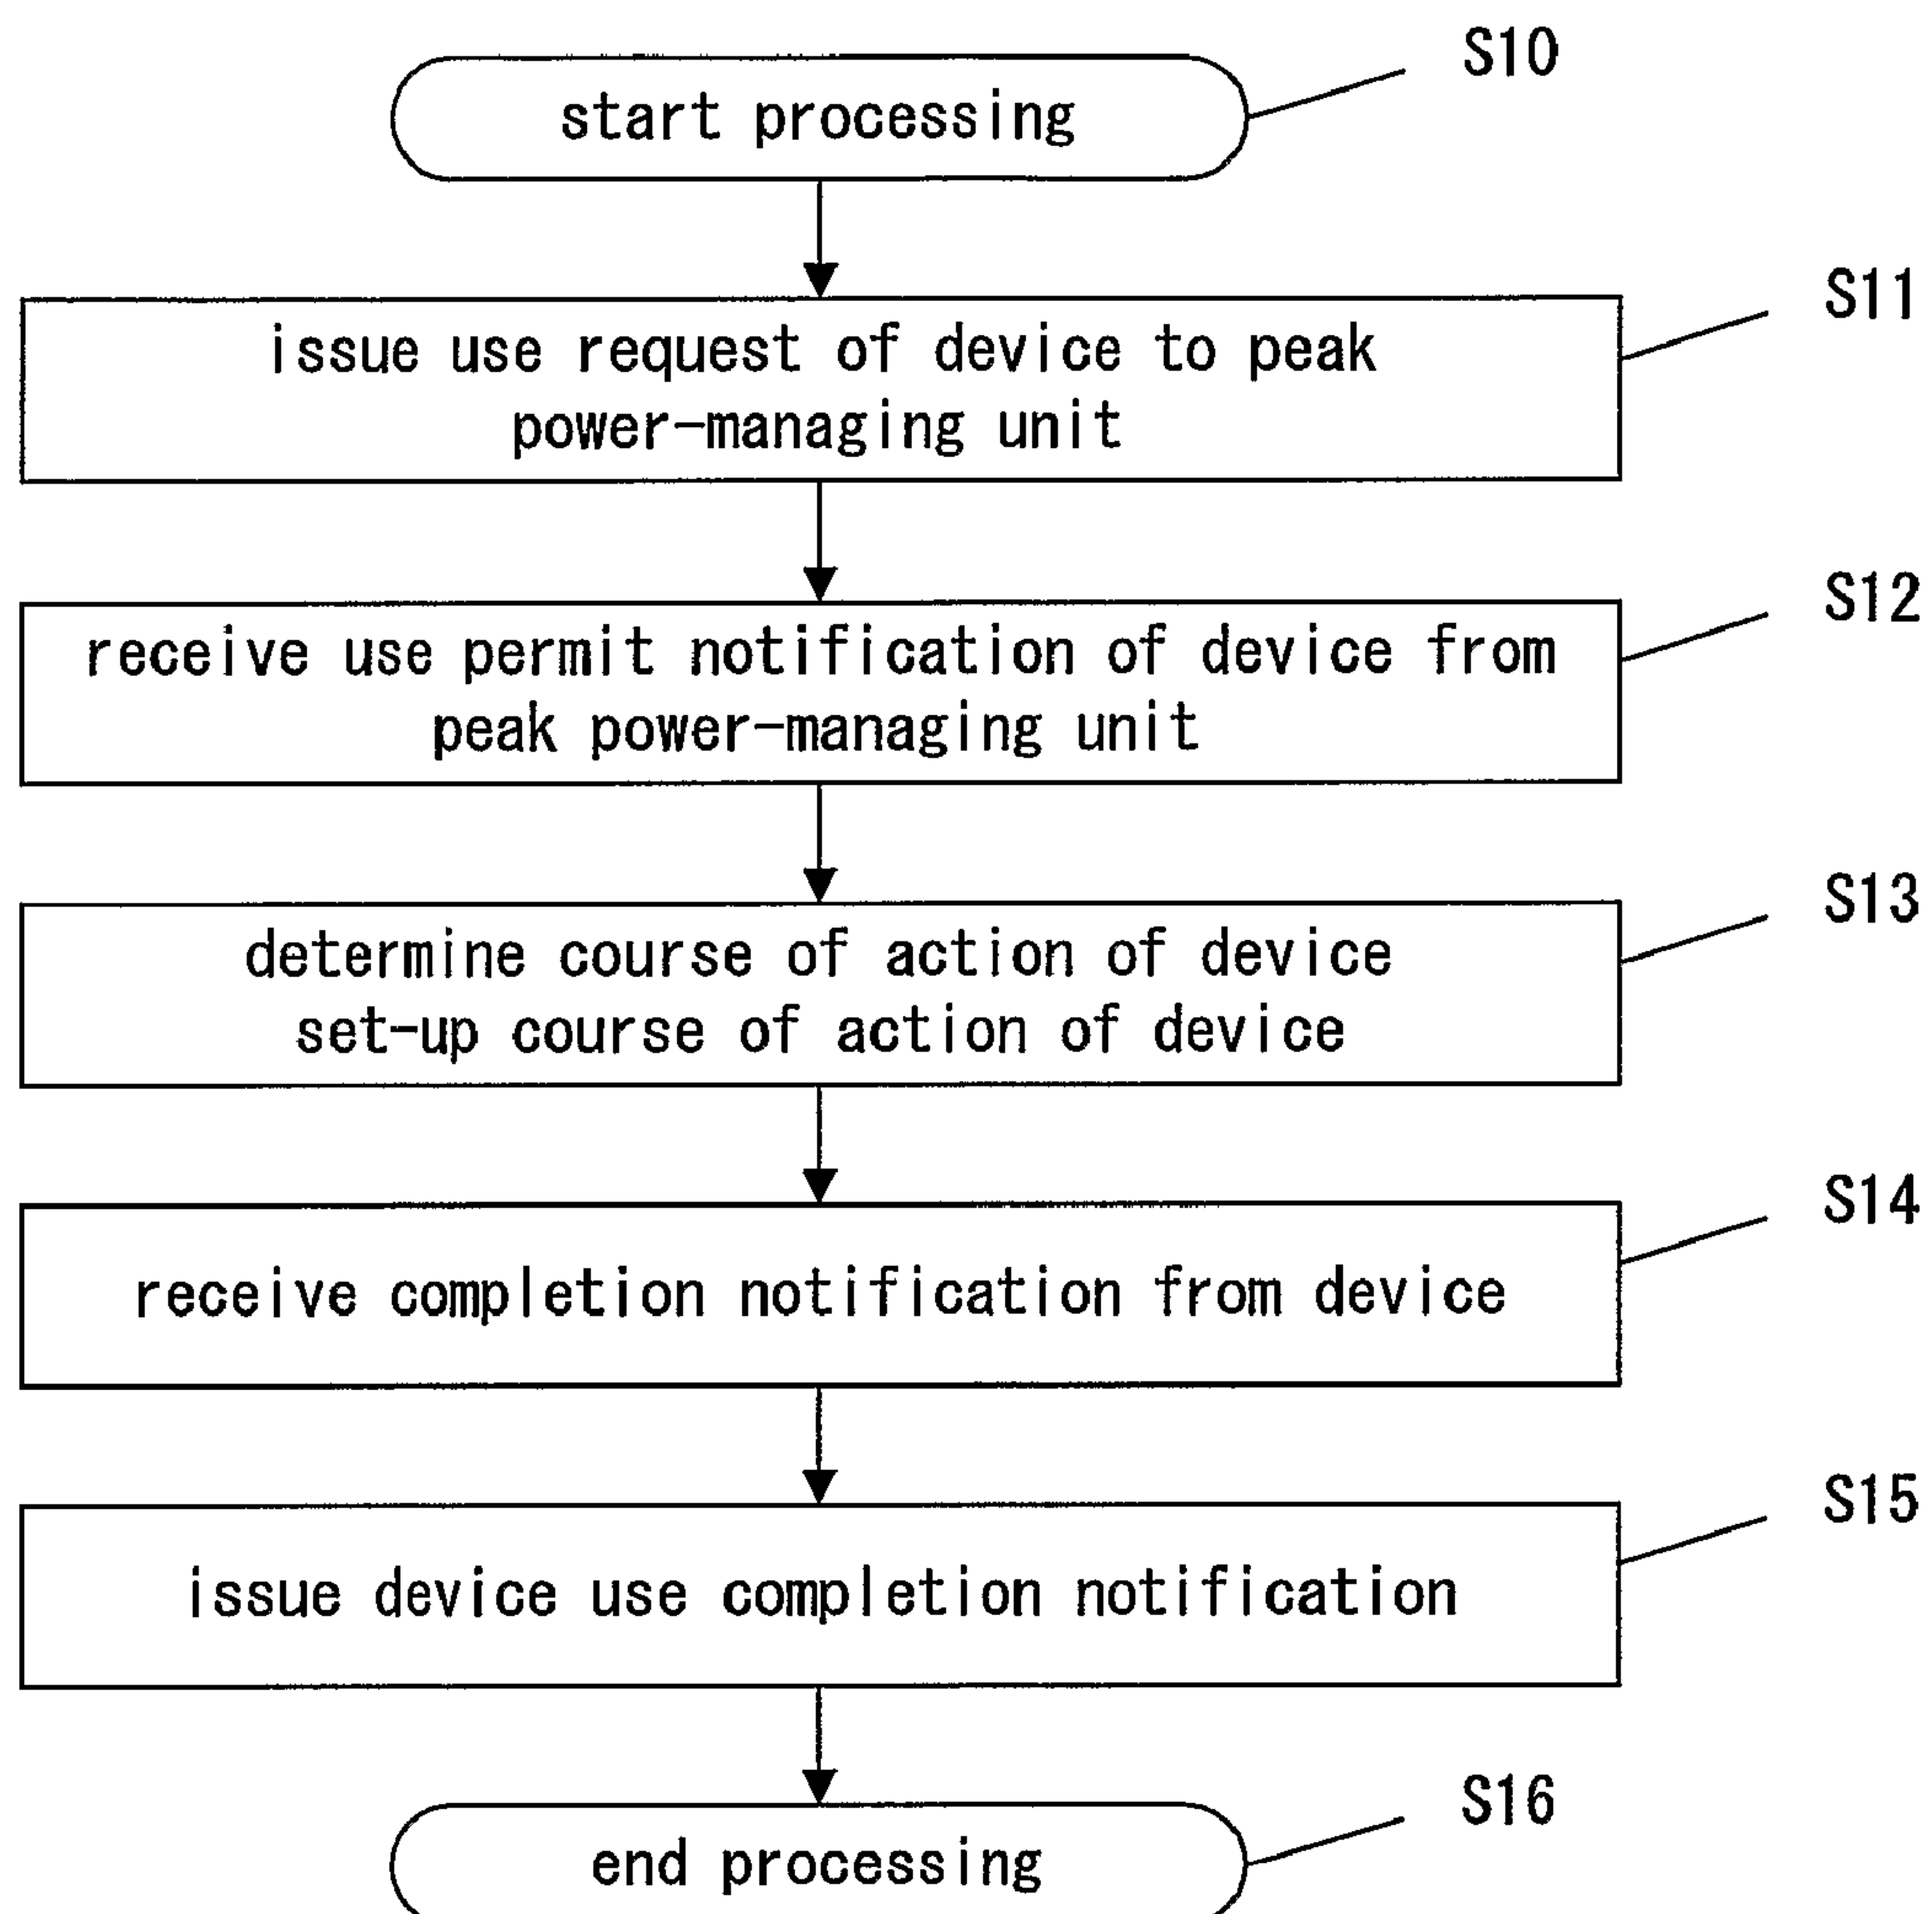 S10
start processing
S11
issue use request of device to peak
power-managing unit
S12
receive use permit notification of device from
peak power-managing unit
S13
determine course of action of device
set-up course of action of device
S14
receive completion notification from device
S15
issue device use completion notification
S16
end processing